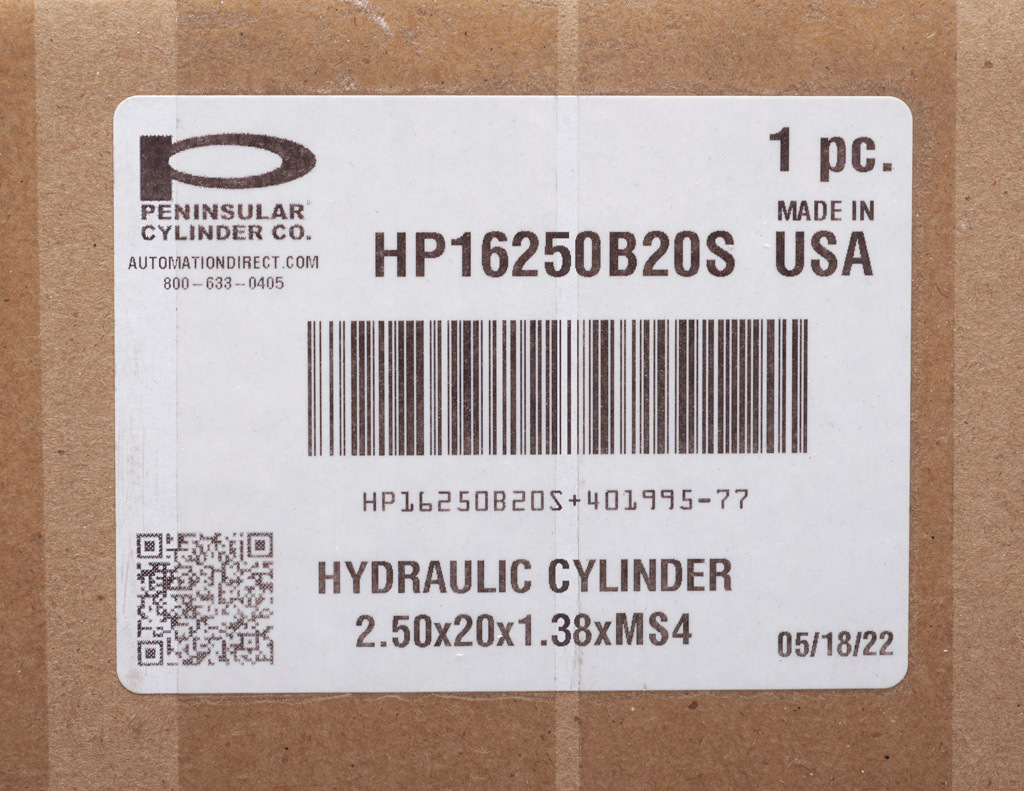 PENINSULAR
CYLINDER CO.
AUTOMATIONDIRECT.COM
800-633-0405
1 pc.
MADE IN
USA
HP16250B20S
HP16250B20S+401995-77
HYDRAULIC CYLINDER
2.50x20x1.38xMS4
05/18/22